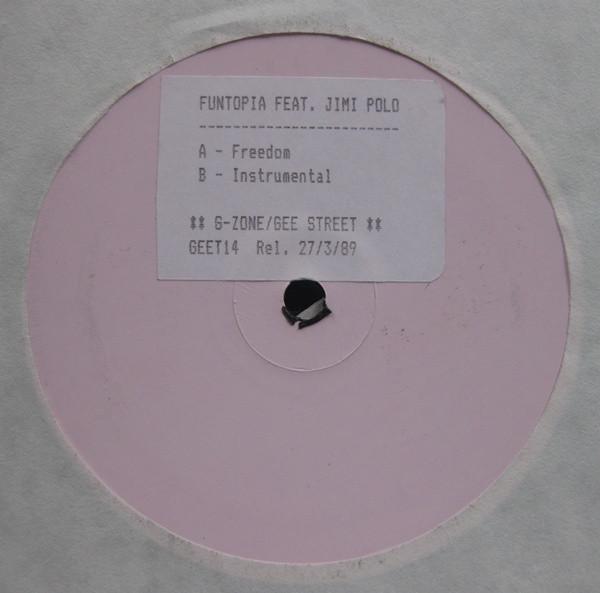 FUNTOPIA FEAT. JIMI POLO
------------------------
A - Freedom
B - Instrumental
** G-ZONE/GEE STREET **
GEET14  Rel. 27/3/89